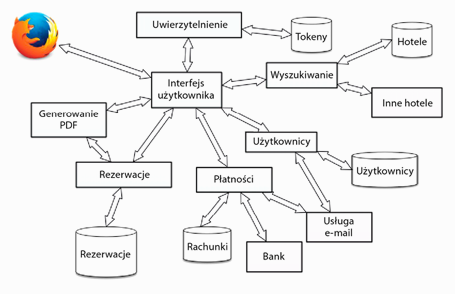 Uwierzytelnienie
Tokeny
Hotele
Wyszukiwanie
Interfejs
użytkownika
Inne hotele
Generowanie
PDF
Użytkownicy
Użytkownicy
Rezerwacje
Płatności
Usługa
e-mail
Rachunki
Rezerwacje
Bank